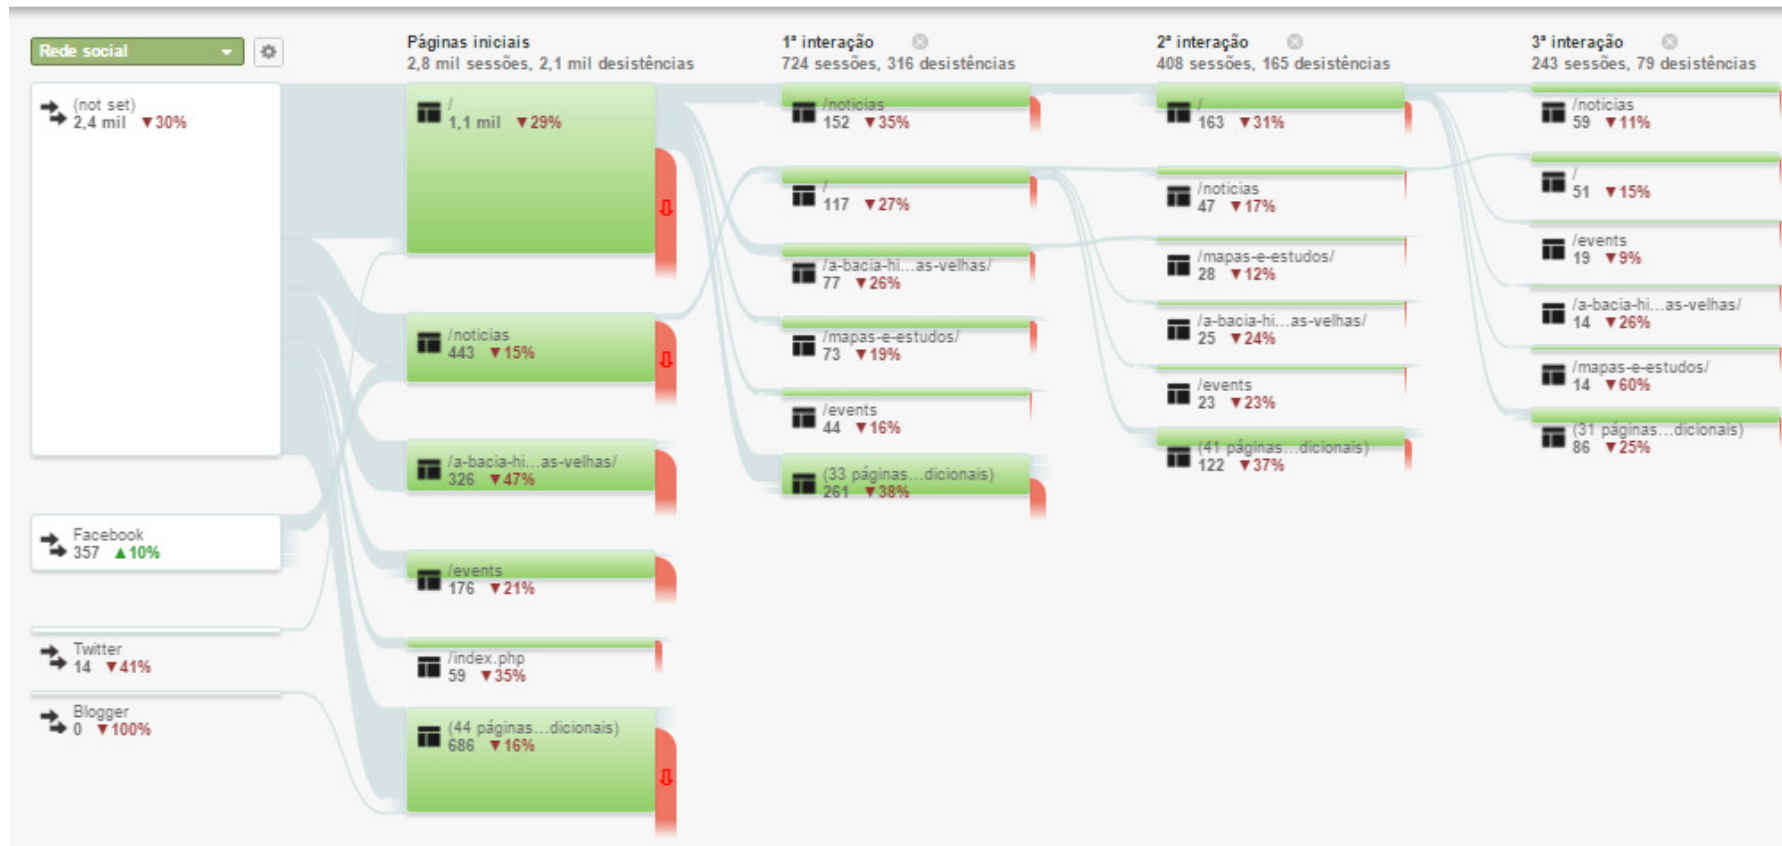 Rede social
(not set)
2,4 mil ▼30%
Facebook
357 ▲10%
Twitter
14 ▼41%
Blogger
0 ▼100%
Páginas iniciais
2,8 mil sessões, 2,1 mil desistências
/
1,1 mil ▼29%
/noticias
443 ▼15%
/a-bacia-hi...as-velhas/
326 ▼47%
/events
176 ▼21%
/index.php
59 ▼35%
(44 páginas...dicionais)
686 ▼16%
1ª interação
724 sessões, 316 desistências
/noticias
152 ▼35%
/
117 ▼27%
/a-bacia-hi...as-velhas/
77 ▼26%
/mapas-e-estudos/
73 ▼19%
/events
44 ▼16%
(33 páginas...dicionais)
261 ▼38%
2ª interação
408 sessões, 165 desistências
/
163 ▼31%
/noticias
47 ▼17%
/mapas-e-estudos/
28 ▼12%
/a-bacia-hi...as-velhas/
25 ▼24%
/events
23 ▼23%
(41 páginas...dicionais)
122 ▼37%
3ª interação
243 sessões, 79 desistências
/noticias
59 ▼11%
/
51 ▼15%
/events
19 ▼9%
/a-bacia-hi...as-velhas/
14 ▼26%
/mapas-e-estudos/
14 ▼60%
(31 páginas...dicionais)
86 ▼25%